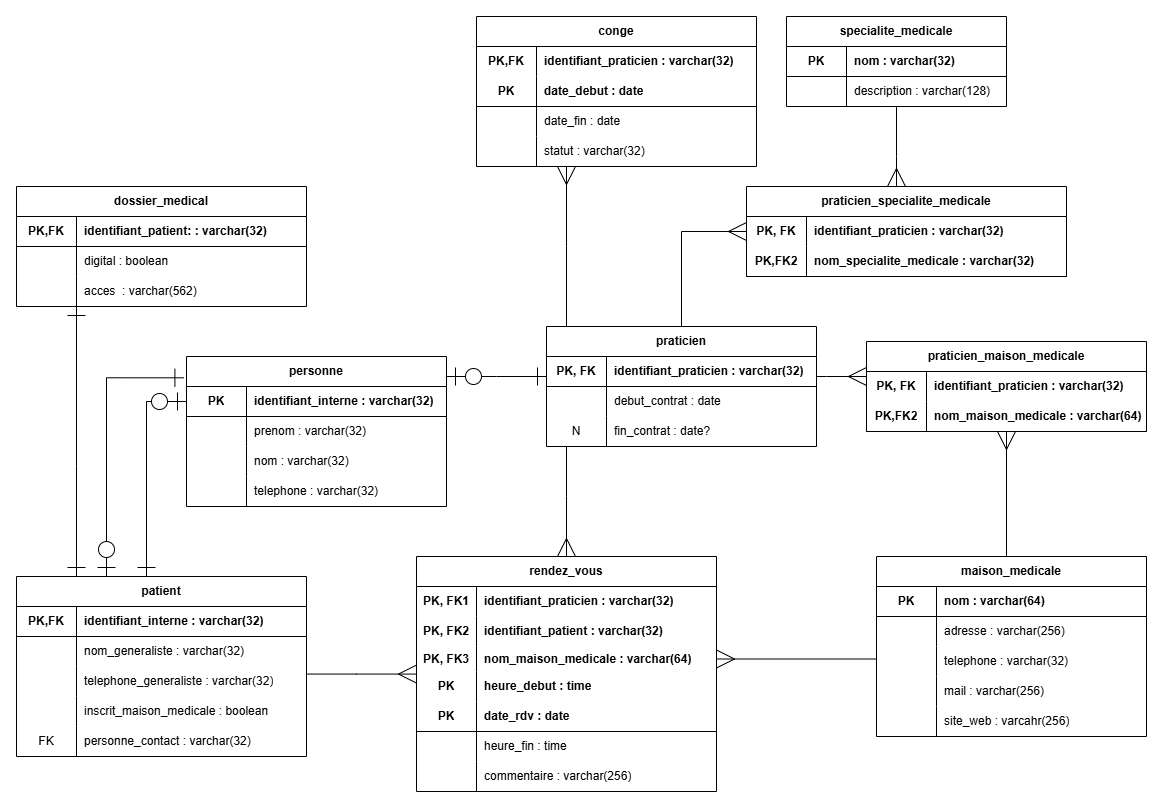 conge
PK,FK identifiant_praticien : varchar(32)
PK date_debut : date
date_fin : date
statut : varchar(32)
specialite_medicale
PK nom : varchar(32)
description : varchar(128)
dossier_medical
PK,FK identifiant_patient: : varchar(32)
digital : boolean
acces : varchar(562)
praticien_specialite_medicale
PK, FK identifiant_praticien : varchar(32)
PK,FK2 nom_specialite_medicale : varchar(32)
personne
PK identifiant_interne : varchar(32)
prenom : varchar(32)
nom : varchar(32)
telephone : varchar(32)
praticien
PK, FK identifiant_praticien : varchar(32)
debut_contrat : date
N fin_contrat : date?
praticien_maison_medicale
PK, FK identifiant_praticien : varchar(32)
PK,FK2 nom_maison_medicale : varchar(64)
patient
PK,FK identifiant_interne : varchar(32)
nom_generaliste : varchar(32)
telephone_generaliste : varchar(32)
inscrit_maison_medicale : boolean
FK personne_contact : varchar(32)
rendez_vous
PK, FK1 identifiant_praticien : varchar(32)
PK, FK2 identifiant_patient : varchar(32)
PK, FK3 nom_maison_medicale : varchar(64)
PK heure_debut : time
PK date_rdv : date
heure_fin : time
commentaire : varchar(256)
maison_medicale
PK nom : varchar(64)
adresse : varchar(256)
telephone : varchar(32)
mail : varchar(256)
site_web : varcahr(256)